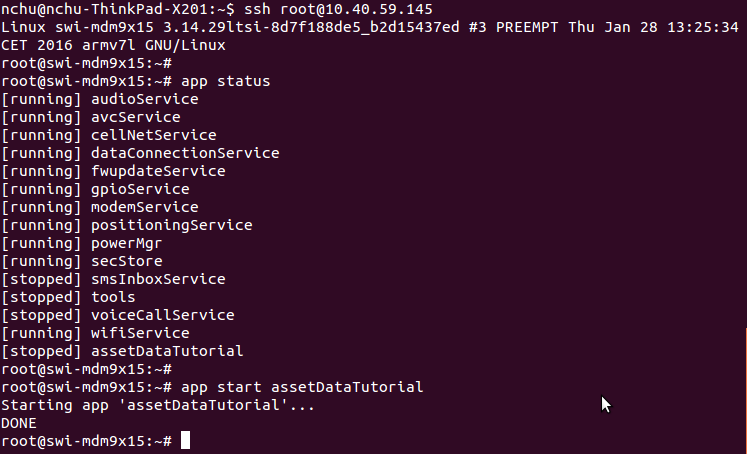 nchu@nchu-ThinkPad-X201:~$ ssh root@10.40.59.145
Linux swi-mdm9x15 3.14.29ltsi-8d7f188de5_b2d15437ed #3 PREEMPT Thu Jan 28 13:25:34
CET 2016 armv7l GNU/Linux
root@swi-mdm9x15:~#
root@swi-mdm9x15:~# app status
[running] audioService
[running] avcService
[running] cellNetService
[running] dataConnectionService
[running] fwupdateService
[running] gpioService
[running] modemService
[running] positioningService
[running] powerMgr
[running] secStore
[stopped] smsInboxService
[stopped] tools
[stopped] voiceCallService
[running] wifiService
[stopped] assetDataTutorial
root@swi-mdm9x15:~#
root@swi-mdm9x15:~# app start assetDataTutorial
Starting app 'assetDataTutorial'...
DONE
root@swi-mdm9x15:~#